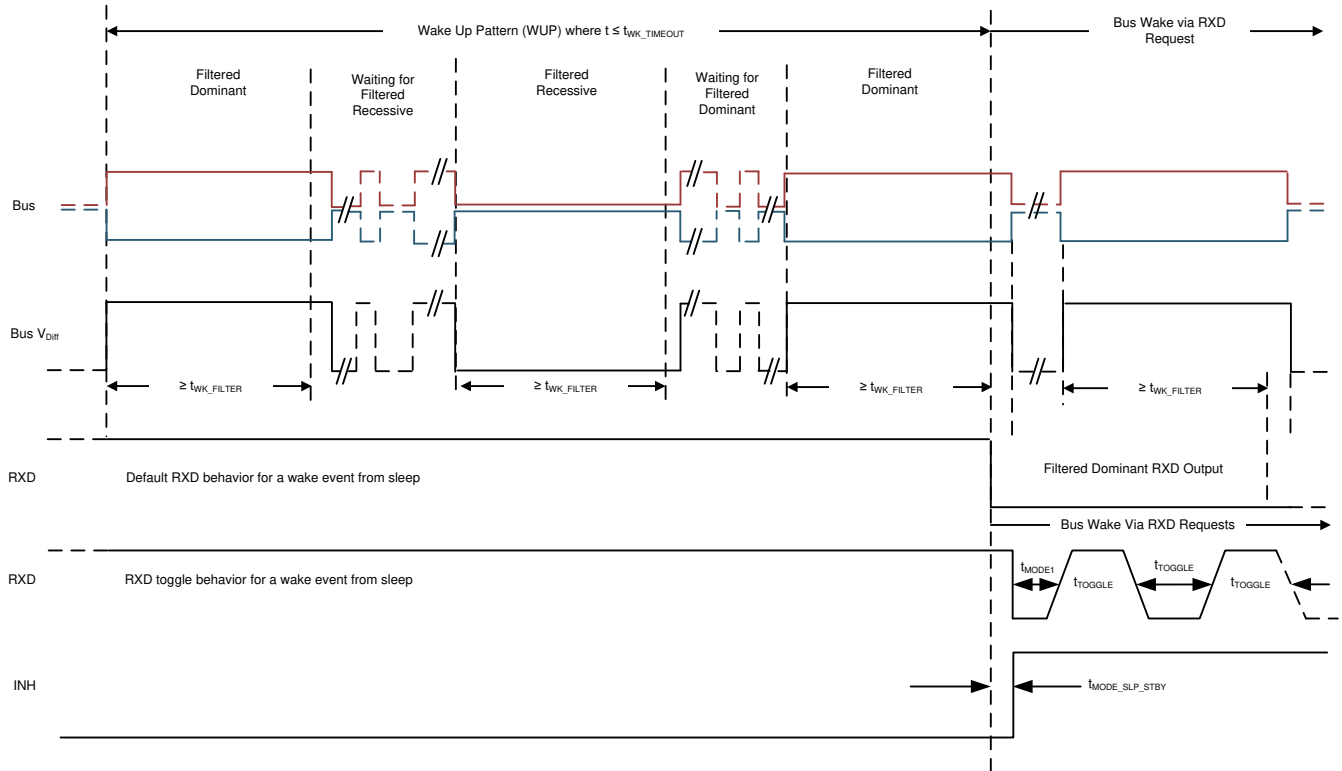 Wake Up Pattern (WUP) where t ≤ tWK_TIMEOUT
Bus Wake via RXD
Request
Filtered
Dominant
Waiting for
Filtered
Recessive
Filtered
Recessive
Waiting for
Filtered
Dominant
Filtered
Dominant
Bus
Bus VDiff
≥ tWK_FILTER
≥ tWK_FILTER
≥ tWK_FILTER
≥ tWK_FILTER
RXD
Default RXD behavior for a wake event from sleep
Filtered Dominant RXD Output
Bus Wake Via RXD Requests
RXD
RXD toggle behavior for a wake event from sleep
tMODE1
tTOGGLE
tTOGGLE
tTOGGLE
INH
tMODE_SLP_STBY